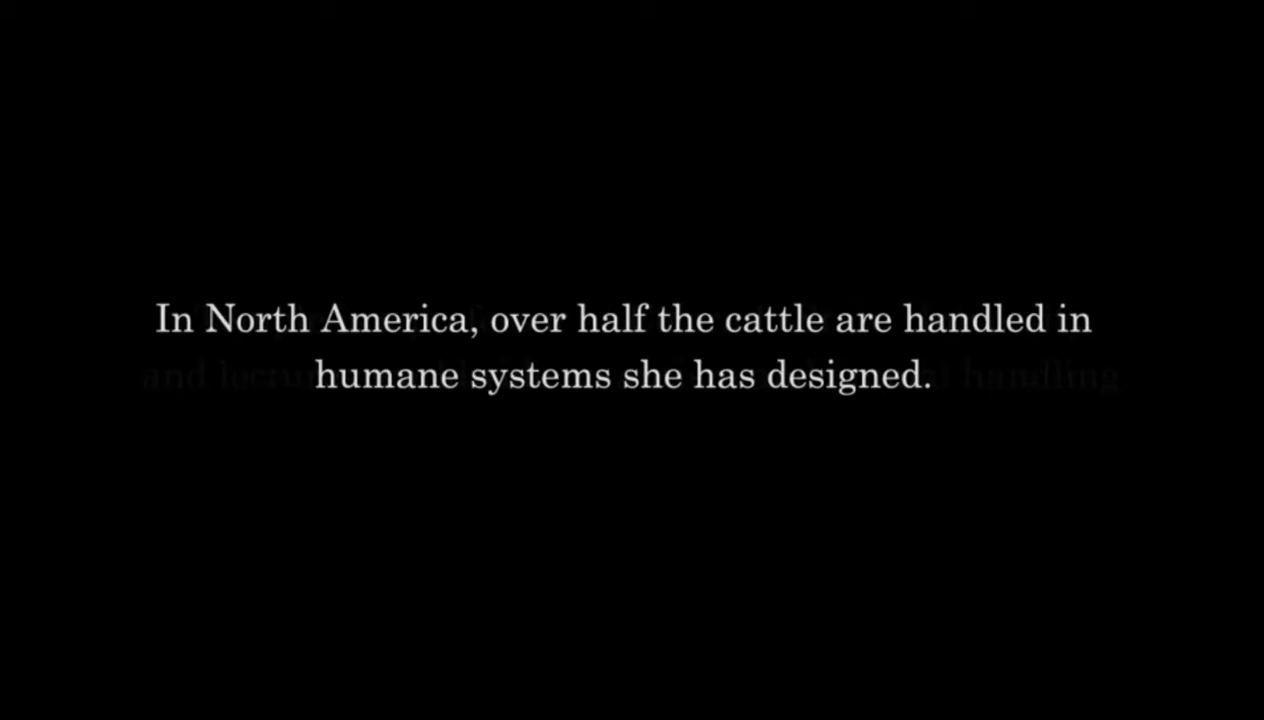 In North America, over half the cattle are handled in
humane systems she has designed.